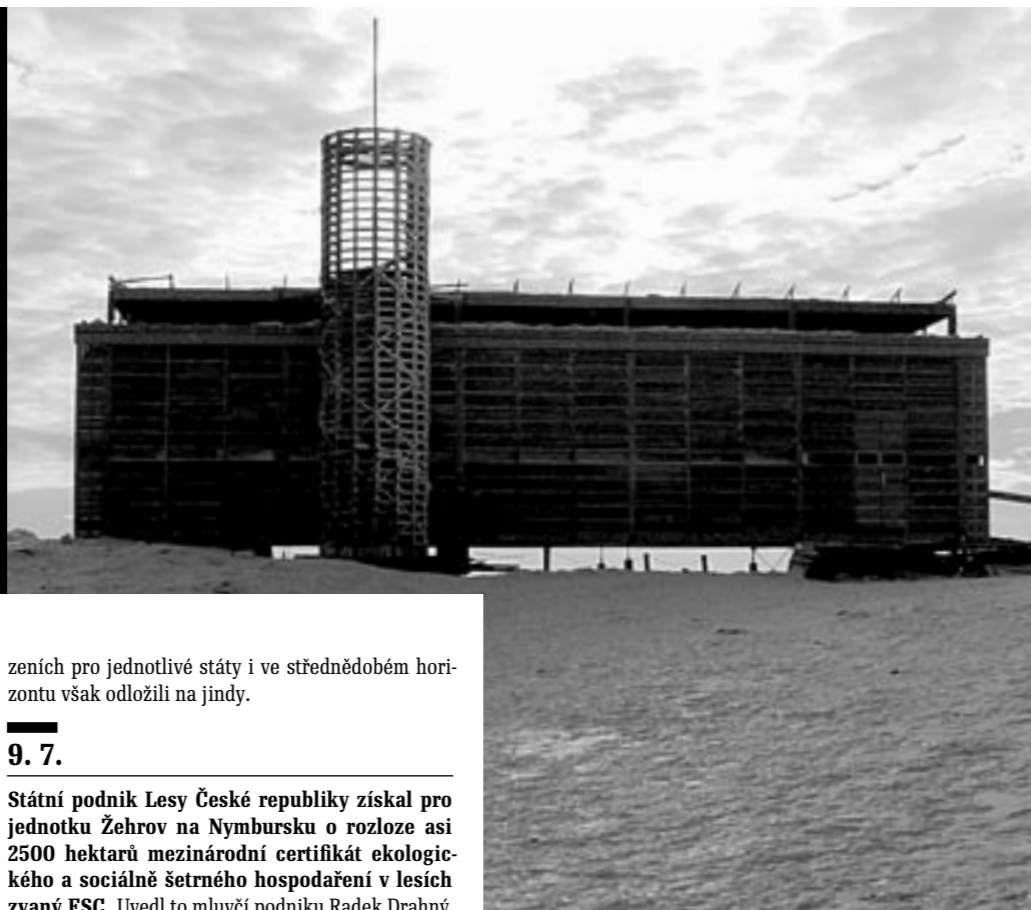 zeních pro jednotlivé státy i ve střednědobém hori-
zontu však odložili na jindy.
9. 7.
Státní podnik Lesy České republiky získal pro
jednotku Žehrov na Nymbursku o rozloze asi
2500 hektarů mezinárodní certifikát ekologic-
kého a sociálně šetrného hospodaření v lesích
zvaný FSC. Uvedl to mluvčí podniku Radek Drahný.